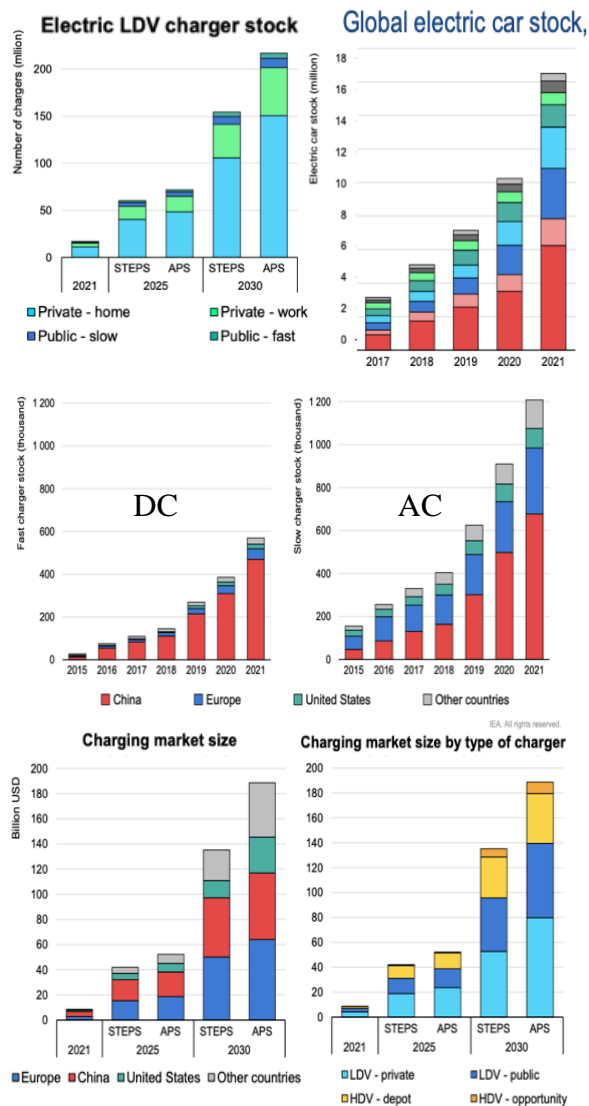 Electric LDV charger stock
Number of chargers (mllion)
200
150
100
50
0
STEPS APS STEPS APS
2021 2025 2030
Private - home Private - work
Public - slow Public - fast
Global electric car stock,
Electric car stock (million)
18
16
14
12
10
8
6
4
2
0
2017 2018 2019 2020 2021
Fast charger stock (thousand)
1 200
1 000
800
600
400
200
0
DC
2015 2016 2017 2018 2019 2020 2021
Slow charger stock (thousand)
1 200
1 000
800
600
400
200
0
AC
2015 2016 2017 2018 2019 2020 2021
China Europe United States Other countries
IEA. All rights reserved.
Charging market size
Billion USD
200
180
160
140
120
100
80
60
40
20
0
STEPS APS STEPS APS
2021 2025 2030
Europe China United States Other countries
Charging market size by type of charger
200
180
160
140
120
100
80
60
40
20
0
STEPS APS STEPS APS
2021 2025 2030
LDV - private LDV - public
HDV - depot HDV - opportunity